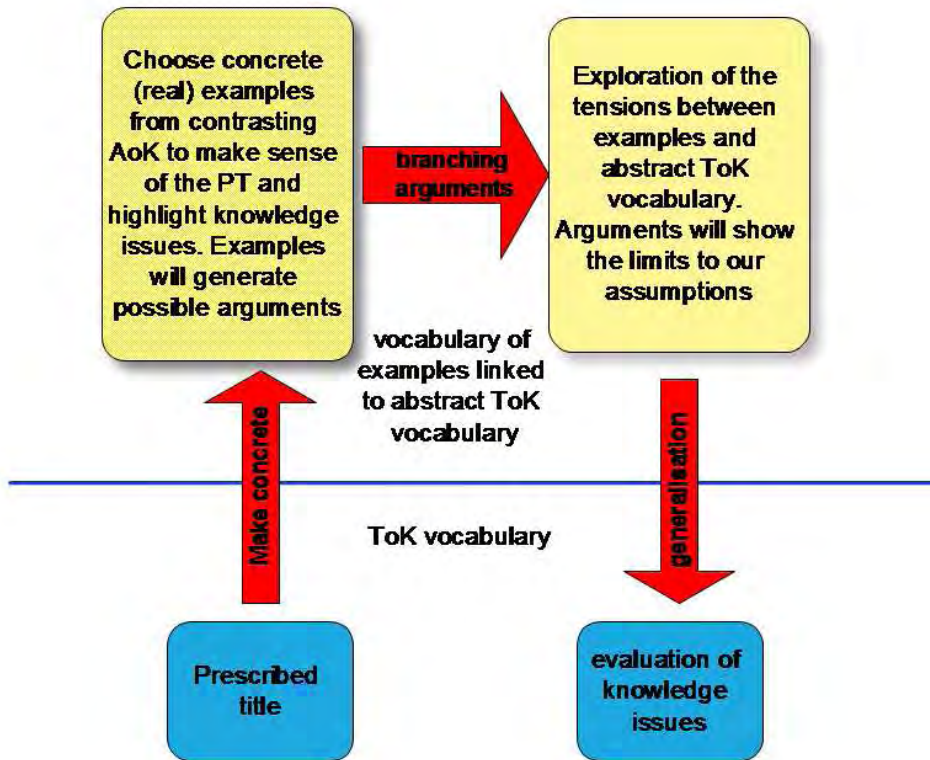 Choose concrete
(real) examples
from contrasting
AoK to make sense
of the PT and
highlight knowledge
issues. Examples
will generate
possible arguments
branching
arguments
Exploration of the
tensions between
examples and
abstract ToK
vocabulary.
Arguments will show
the limits to our
assumptions
vocabulary of
examples linked
to abstract ToK
vocabulary
Make concrete
generalisation
ToK vocabulary
Prescribed
title
evaluation of
knowledge
issues